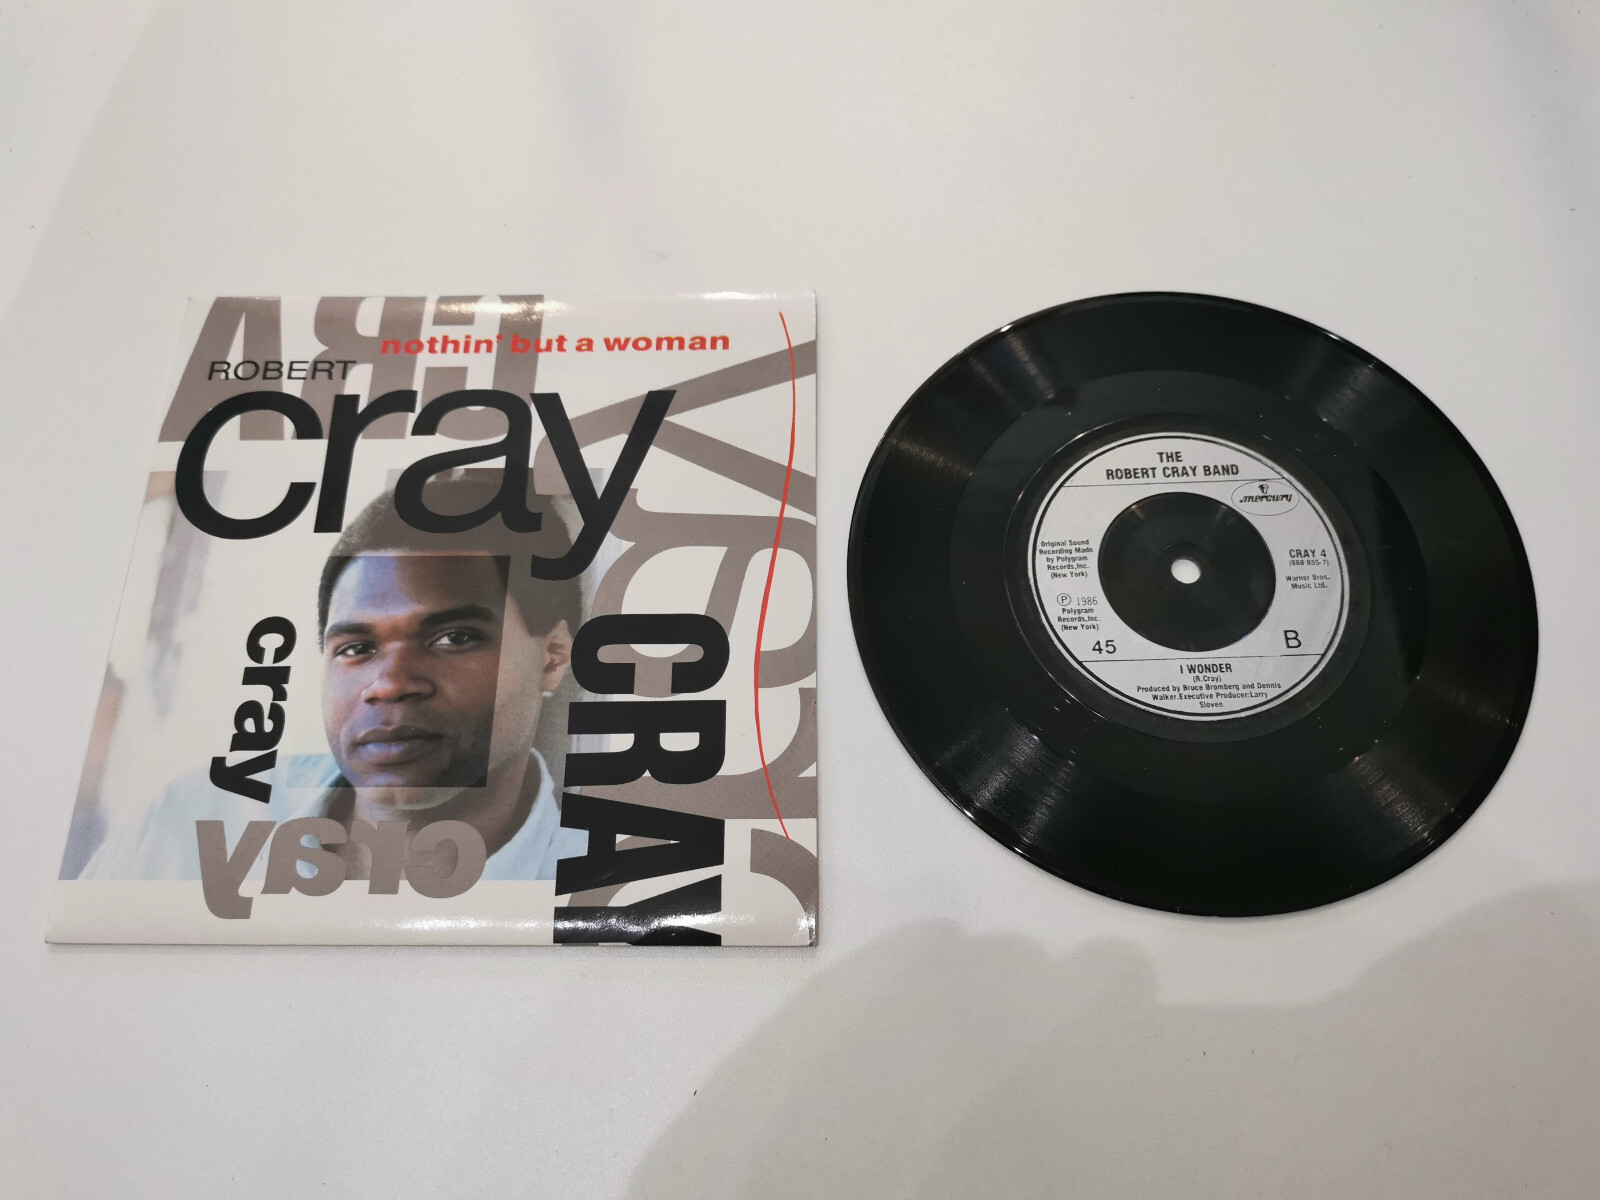 CRAY
nothin' but a woman
ROBERT
cray
CRAY
cray
CRAY
cray
THE
ROBERT CRAY BAND
mercury
Original Sound
Recording Made
by Polygram
Records,Inc.
(New York)
CRAY 4
(888 855-7)
Warner Bros.
Music Ltd.
℗ 1986
Polygram
Records,Inc.
(New York)
45
B
I WONDER
(R.Cray)
Produced by Bruce Bromberg and Dennis
Walker.Executive Producer:Larry
Sloven